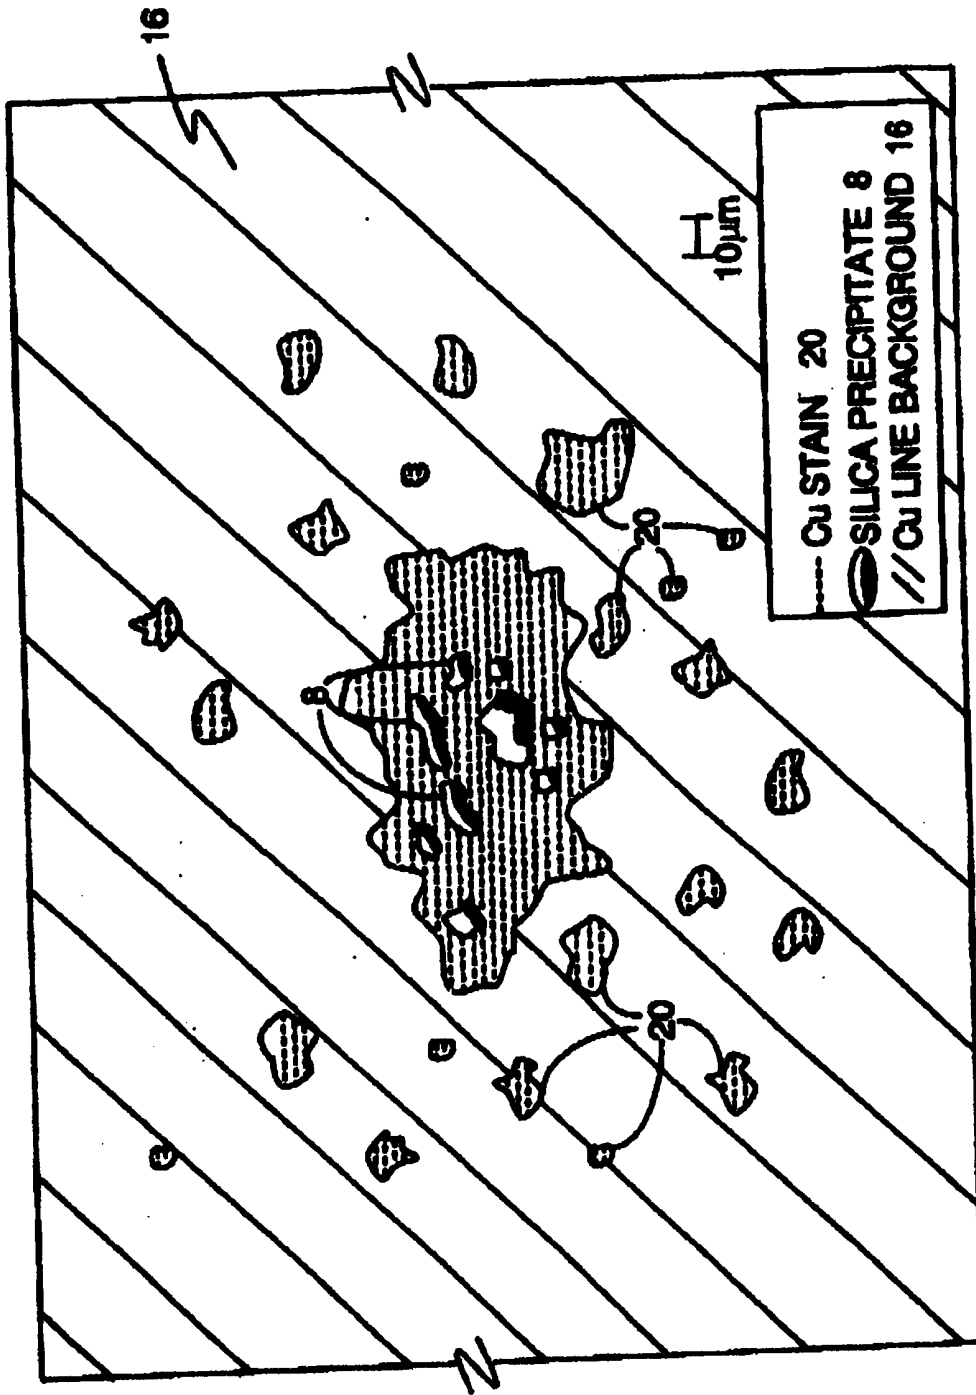 16
8
20
20
10µm
Cu STAIN 20
SILICA PRECIPITATE 8
Cu LINE BACKGROUND 16